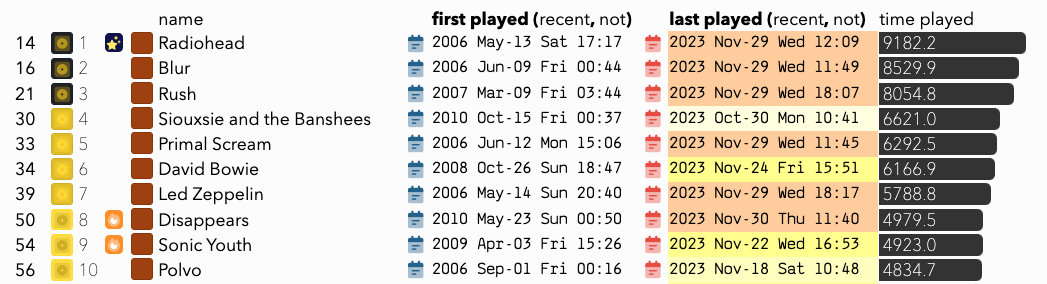 name first played (recent, not) last played (recent, not) time played
14 1 Radiohead 2006 May-13 Sat 17:17 2023 Nov-29 Wed 12:09 9182.2
16 2 Blur 2006 Jun-09 Fri 00:44 2023 Nov-29 Wed 11:49 8529.9
21 3 Rush 2007 Mar-09 Fri 03:44 2023 Nov-29 Wed 18:07 8054.8
30 4 Siouxsie and the Banshees 2010 Oct-15 Fri 00:37 2023 Oct-30 Mon 10:41 6621.0
33 5 Primal Scream 2006 Jun-12 Mon 15:06 2023 Nov-29 Wed 11:45 6292.5
34 6 David Bowie 2008 Oct-26 Sun 18:47 2023 Nov-24 Fri 15:51 6166.9
39 7 Led Zeppelin 2006 May-14 Sun 20:40 2023 Nov-29 Wed 18:17 5788.8
50 8 Disappears 2010 May-23 Sun 00:50 2023 Nov-30 Thu 11:40 4979.5
54 9 Sonic Youth 2009 Apr-03 Fri 15:26 2023 Nov-22 Wed 16:53 4923.0
56 10 Polvo 2006 Sep-01 Fri 00:16 2023 Nov-18 Sat 10:48 4834.7